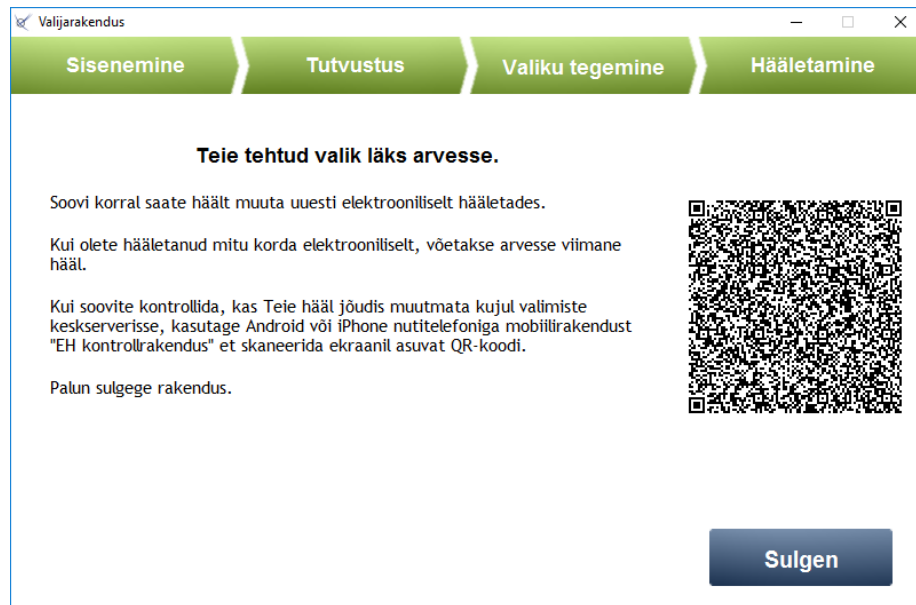 Valijarakendus
Sisenemine
Tutvustus
Valiku tegemine
Hääletamine
Teie tehtud valik läks arvesse.
Soovi korral saate häält muuta uuesti elektrooniliselt hääletades.
Kui olete hääletanud mitu korda elektrooniliselt, võetakse arvesse viimane
hääl.
Kui soovite kontrollida, kas Teie hääl jõudis muutmata kujul valimiste
keskserverisse, kasutage Android või iPhone nutitelefoniga mobiilirakendust
"EH kontrollrakendus" et skaneerida ekraanil asuvat QR-koodi.
Palun sulgege rakendus.
Sulgen